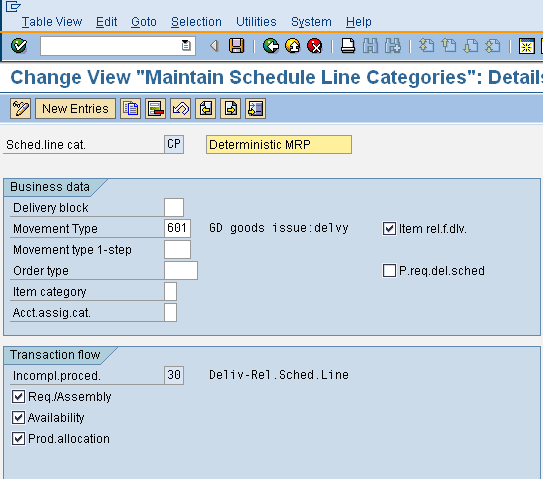 Table View Edit Goto Selection Utilities System Help
Change View "Maintain Schedule Line Categories": Details
New Entries
Sched.line cat. CP Deterministic MRP
Business data
Delivery block
Movement Type 601 GD goods issue:delvy Item rel.f.dlv.
Movement type 1-step
Order type P.req.del.sched
Item category
Acct.assig.cat.
Transaction flow
Incompl.proced. 30 Deliv-Rel.Sched.Line
Req./Assembly
Availability
Prod.allocation